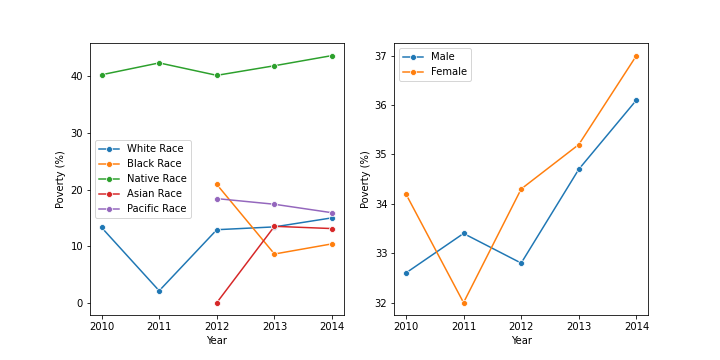 40
30
20
10
0
Poverty (%)
White Race
Black Race
Native Race
Asian Race
Pacific Race
2010 2011 2012 2013 2014
Year
37
36
35
34
33
32
Poverty (%)
Male
Female
2010 2011 2012 2013 2014
Year